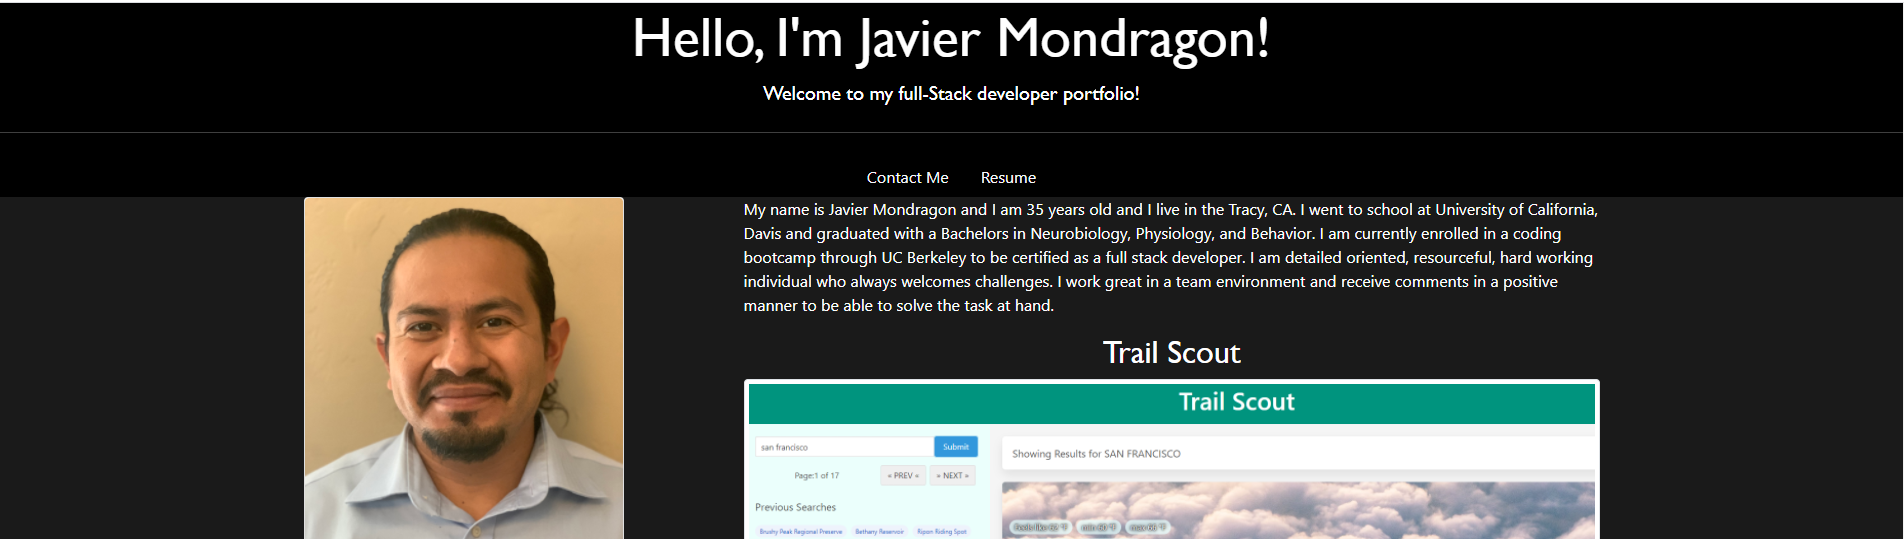 Hello, I'm Javier Mondragon!
Welcome to my full-Stack developer portfolio!
Contact Me
Resume
My name is Javier Mondragon and I am 35 years old and I live in the Tracy, CA. I went to school at University of California,
Davis and graduated with a Bachelors in Neurobiology, Physiology, and Behavior. I am currently enrolled in a coding
bootcamp through UC Berkeley to be certified as a full stack developer. I am detailed oriented, resourceful, hard working
individual who always welcomes challenges. I work great in a team environment and receive comments in a positive
manner to be able to solve the task at hand.
Trail Scout
Trail Scout
san francisco
Submit
Page:1 of 17
« PREV «
» NEXT »
Previous Searches
Brushy Peak Regional Preserve
Bethany Reservoir
Ripon Riding Spot
Showing Results for SAN FRANCISCO